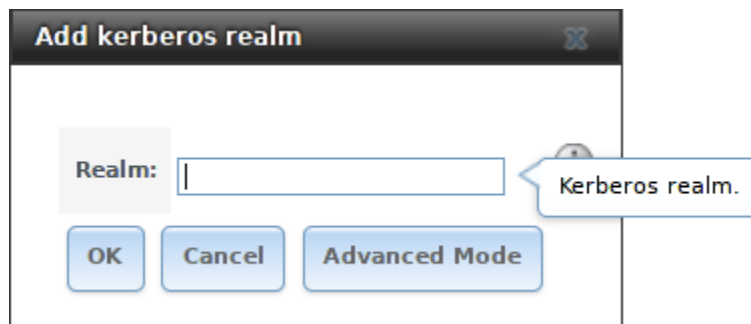 Add kerberos realm
Realm:
Kerberos realm.
OK Cancel Advanced Mode